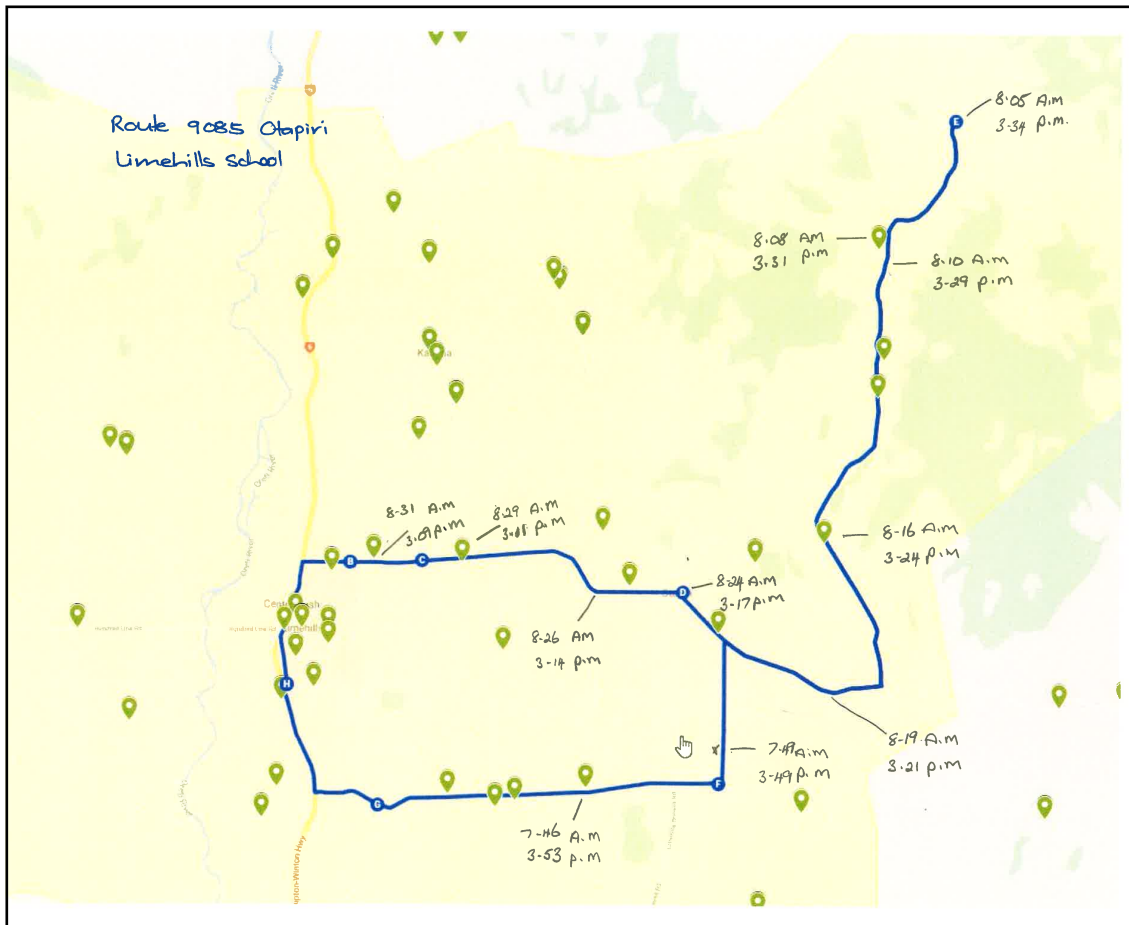 Route 9085 Otapiri
Limehills School
8.05 A.M
3-34 P.M.
E
8.08 AM
3.31 P.M
8.10 A.M
3-29 P.M
6
8-31 A.M
3.09 P.M
8.29 A.M
B
C
8-16 A.M
3-24 P.M
D
8-24 A.M
3-17 P.M
8-26 AM
3-14 P.M
H
8-19 A.M
3.21 P.M
7-49 A.M
3-49 P.M
F
G
7-46 A.M
3-53 P.M